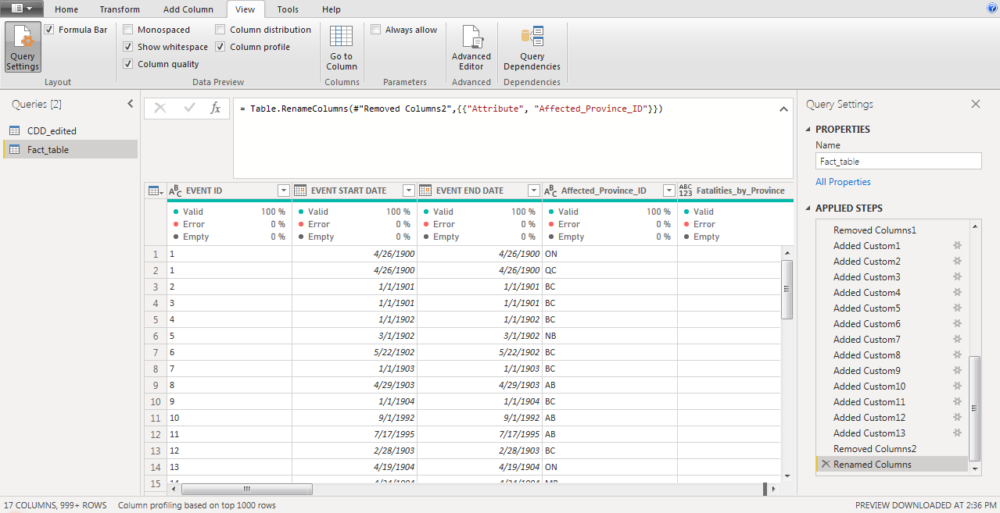 Home Transform Add Column View Tools Help
Query Settings
Formula Bar
Layout
Monospaced
Show whitespace
Column quality
Column distribution
Column profile
Data Preview
Go to Column
Columns
Always allow
Parameters
Advanced Editor
Advanced
Query Dependencies
Dependencies
Queries [2]
CDD_edited
Fact_table
fx = Table.RenameColumns(#"Removed Columns2",{{"Attribute", "Affected_Province_ID"}})
ABC EVENT ID EVENT START DATE EVENT END DATE ABC Affected_Province_ID ABC 123 Fatalities_by_Province
Valid 100 % Valid 100 % Valid 100 % Valid 100 % Valid
Error 0 % Error 0 % Error 0 % Error 0 % Error
Empty 0 % Empty 0 % Empty 0 % Empty 0 % Empty
1 1 4/26/1900 4/26/1900 ON
2 1 4/26/1900 4/26/1900 QC
3 2 1/1/1901 1/1/1901 BC
4 3 1/1/1901 1/1/1901 BC
5 4 1/1/1902 1/1/1902 BC
6 5 3/1/1902 3/1/1902 NB
7 6 5/22/1902 5/22/1902 BC
8 7 1/1/1903 1/1/1903 BC
9 8 4/29/1903 4/29/1903 AB
10 9 1/1/1904 1/1/1904 BC
11 10 9/1/1992 9/1/1992 AB
12 11 7/17/1995 7/17/1995 AB
13 12 2/28/1903 2/28/1903 BC
14 13 4/19/1904 4/19/1904 ON
15
Query Settings
PROPERTIES
Name
Fact_table
All Properties
APPLIED STEPS
Removed Columns1
Added Custom1
Added Custom2
Added Custom3
Added Custom4
Added Custom5
Added Custom6
Added Custom7
Added Custom8
Added Custom9
Added Custom10
Added Custom11
Added Custom12
Added Custom13
Removed Columns2
Renamed Columns
17 COLUMNS, 999+ ROWS Column profiling based on top 1000 rows PREVIEW DOWNLOADED AT 2:36 PM